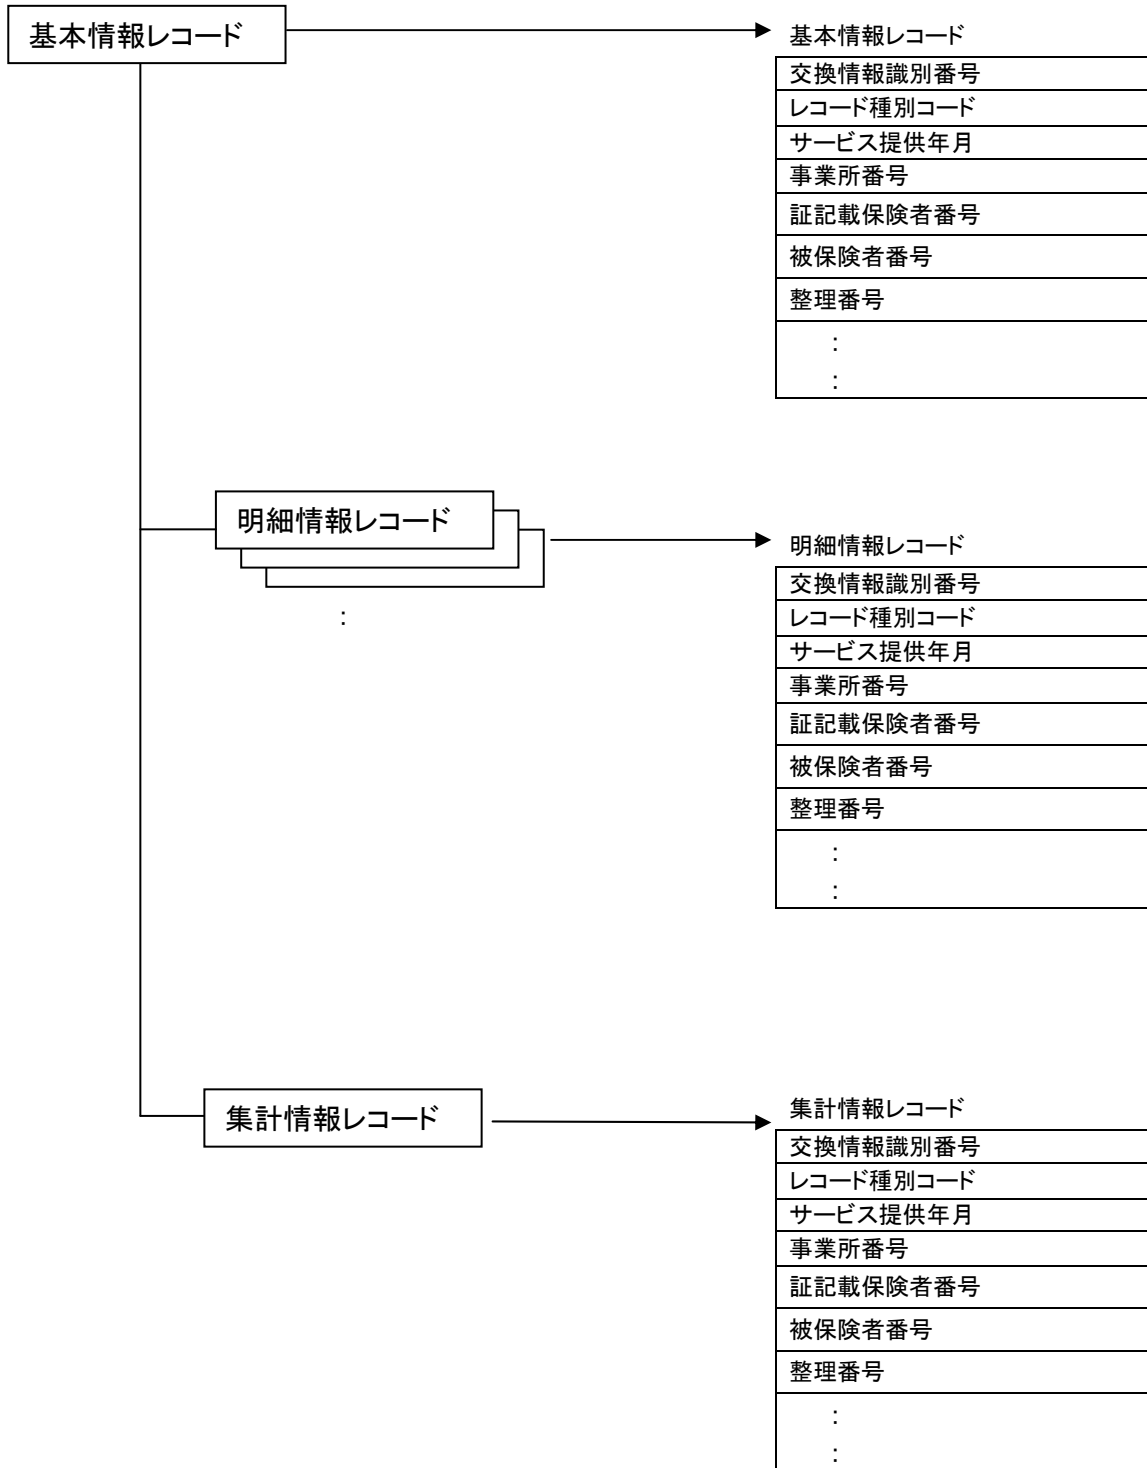 基本情報レコード
基本情報レコード
交換情報識別番号
レコード種別コード
サービス提供年月
事業所番号
証記載保険者番号
被保険者番号
整理番号
:
:
明細情報レコード
:
明細情報レコード
交換情報識別番号
レコード種別コード
サービス提供年月
事業所番号
証記載保険者番号
被保険者番号
整理番号
:
:
集計情報レコード
集計情報レコード
交換情報識別番号
レコード種別コード
サービス提供年月
事業所番号
証記載保険者番号
被保険者番号
整理番号
:
: